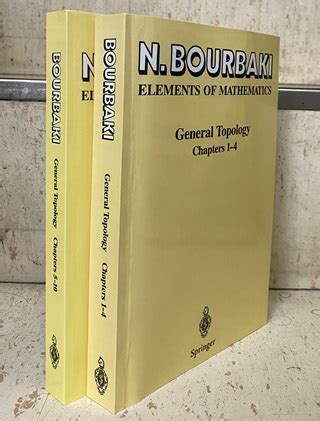 BOURBAKI
General Topology Chapters 5-10
N
EL
BOURBAKI
General Topology Chapters 1-4
N. BOURBAKI
ELEMENTS OF MATHEMATICS
General Topology
Chapters 1-4
Springer